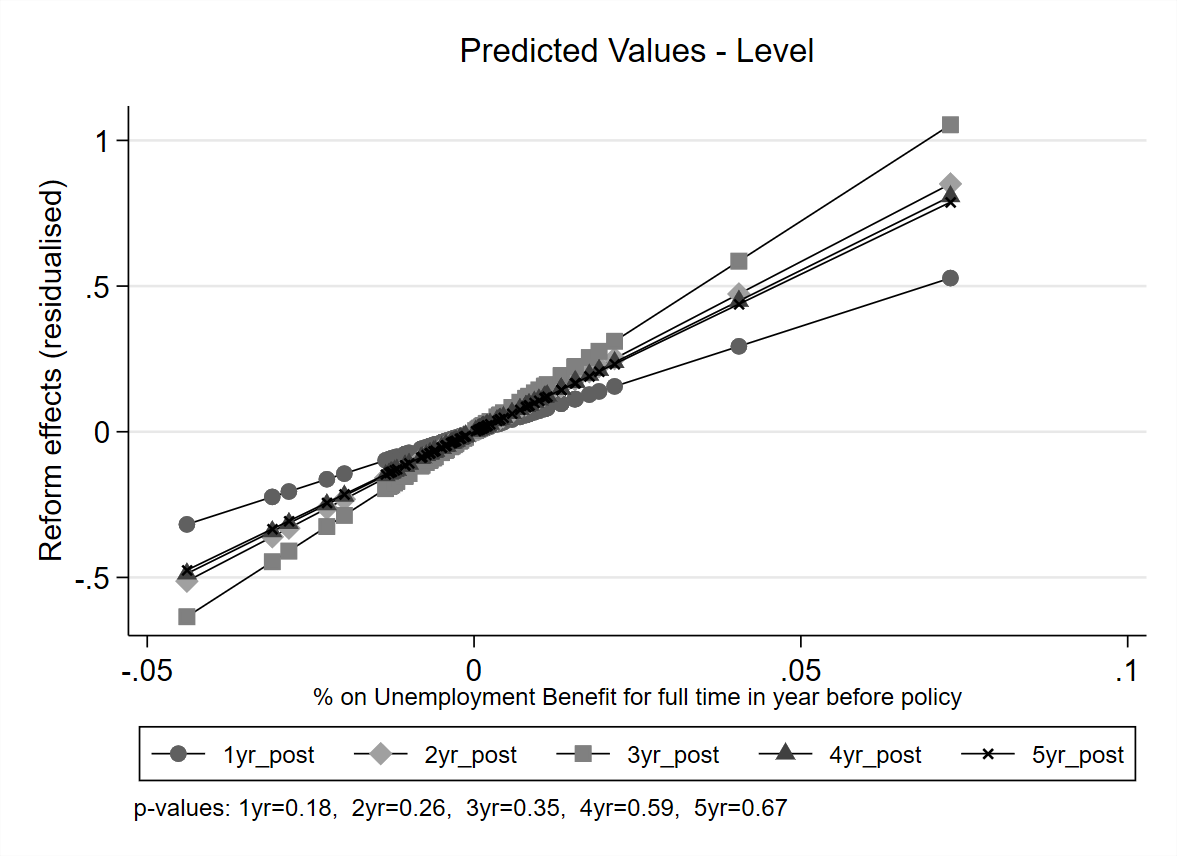 Predicted Values - Level
Reform effects (residualised)
1
.5
0
-.5
-.05 0 .05 .1
% on Unemployment Benefit for full time in year before policy
1yr_post 2yr_post 3yr_post 4yr_post 5yr_post
p-values: 1yr=0.18, 2yr=0.26, 3yr=0.35, 4yr=0.59, 5yr=0.67